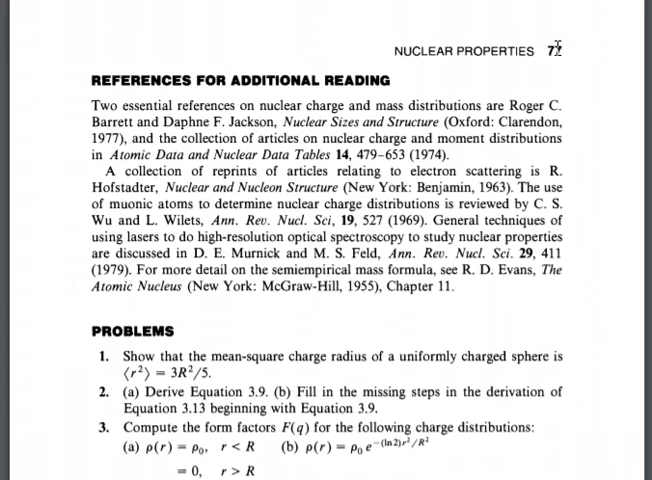 NUCLEAR PROPERTIES
REFERENCES FOR ADDITIONAL READING
Two essential references on nuclear charge and mass distributions are Roger C.
Barrett and Daphne F. Jackson, Nuclear Sizes and Structure (Oxford: Clarendon,
1977), and the collection of articles on nuclear charge and moment distributions
in Atomic Data and Nuclear Data Tables 14, 479–653 (1974).
A collection of reprints of articles relating to electron scattering is R.
Hofstadter, Nuclear and Nucleon Structure (New York: Benjamin, 1963). The use
of muonic atoms to determine nuclear charge distributions is reviewed by C. S.
Wu and L. Wilets, Ann. Rev. Nucl. Sci, 19, 527 (1969). General techniques of
using lasers to do high-resolution optical spectroscopy to study nuclear properties
are discussed in D. E. Murnick and M. S. Feld, Ann. Rev. Nucl. Sci. 29, 411
(1979). For more detail on the semiempirical mass formula, see R. D. Evans, The
Atomic Nucleus (New York: McGraw-Hill, 1955), Chapter 11.
PROBLEMS
1. Show that the mean-square charge radius of a uniformly charged sphere is
⟨r²⟩ = 3R²/5.
2. (a) Derive Equation 3.9. (b) Fill in the missing steps in the derivation of
Equation 3.13 beginning with Equation 3.9.
3. Compute the form factors F(q) for the following charge distributions:
(a) ρ(r) = ρ₀, r < R (b) ρ(r) = ρ₀ e^{-(ln 2)r²/R²}
= 0, r > R